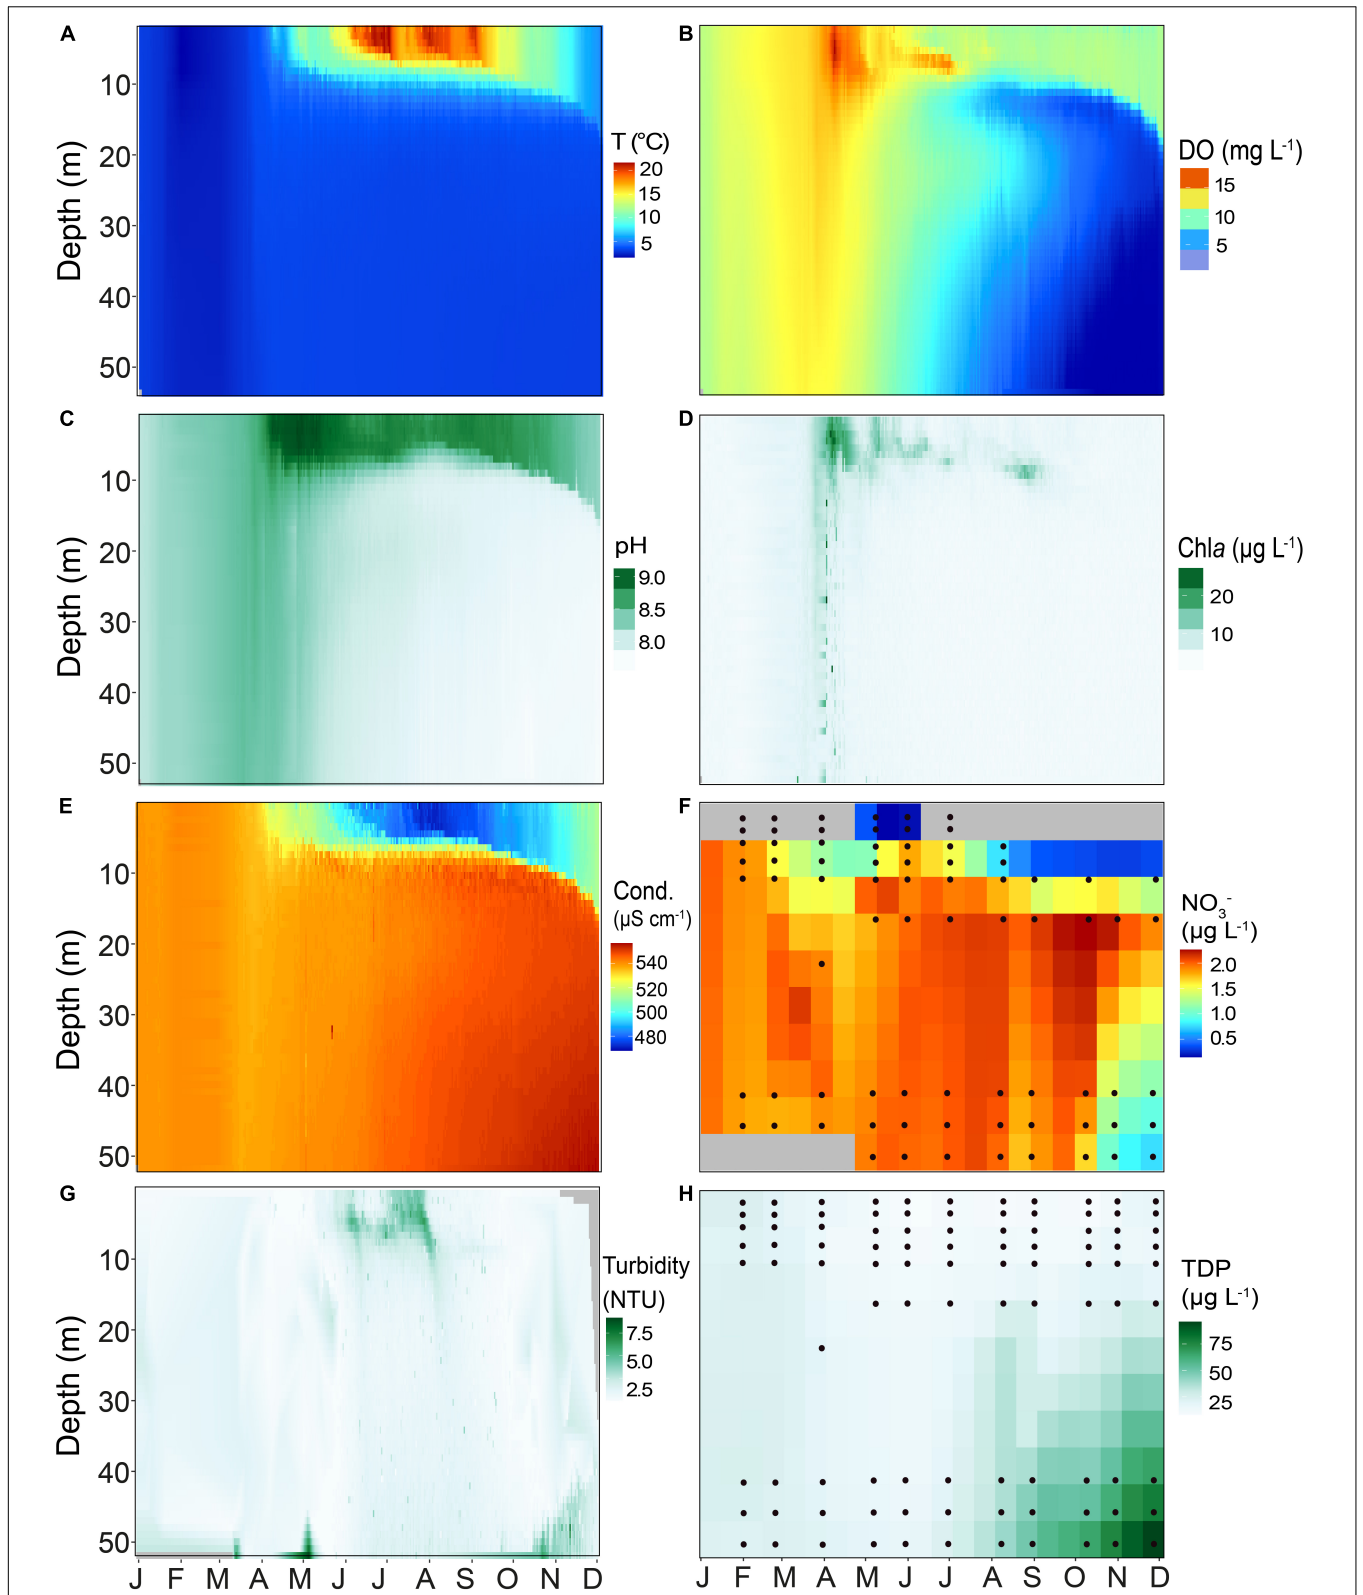 A
B
Depth (m)
10
20
30
40
50
T (°C)
20
15
10
5
DO (mg L-1)
15
10
5
C
D
Depth (m)
10
20
30
40
50
pH
9.0
8.5
8.0
Chla (µg L-1)
20
10
E
F
Depth (m)
10
20
30
40
50
Cond.
(µS cm-1)
540
520
500
480
NO3-
(µg L-1)
2.0
1.5
1.0
0.5
G
H
Depth (m)
10
20
30
40
50
Turbidity
(NTU)
7.5
5.0
2.5
TDP
(µg L-1)
75
50
25
J F M A M J J A S O N D
J F M A M J J A S O N D